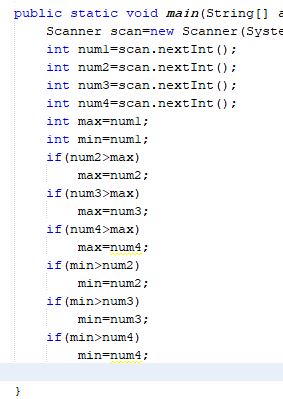 public static void main(String[] a
Scanner scan=new Scanner(Syste
int num1=scan.nextInt();
int num2=scan.nextInt();
int num3=scan.nextInt();
int num4=scan.nextInt();
int max=num1;
int min=num1;
if(num2>max)
max=num2;
if(num3>max)
max=num3;
if(num4>max)
max=num4;
if(min>num2)
min=num2;
if(min>num3)
min=num3;
if(min>num4)
min=num4;
}